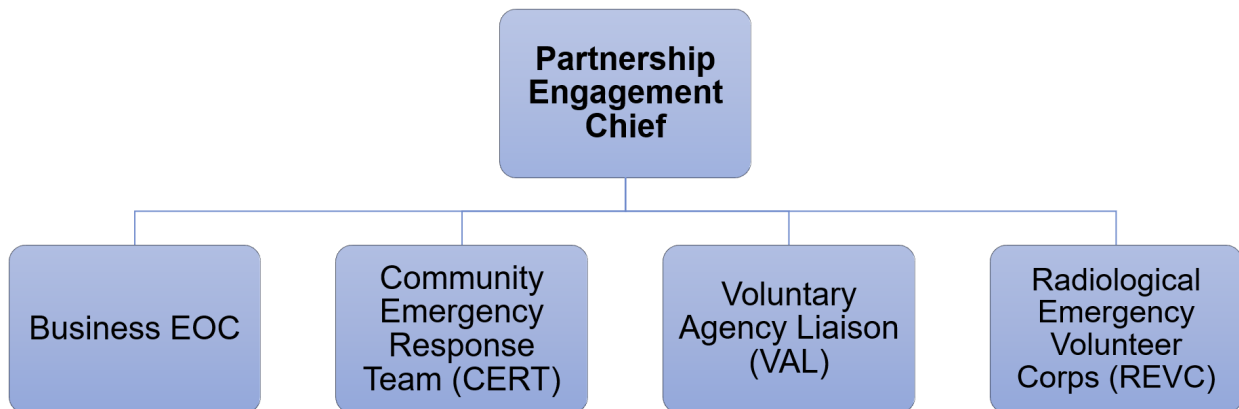 Partnership
Engagement
Chief
Business EOC
Community
Emergency
Response
Team (CERT)
Voluntary
Agency Liaison
(VAL)
Radiological
Emergency
Volunteer
Corps (REVC)